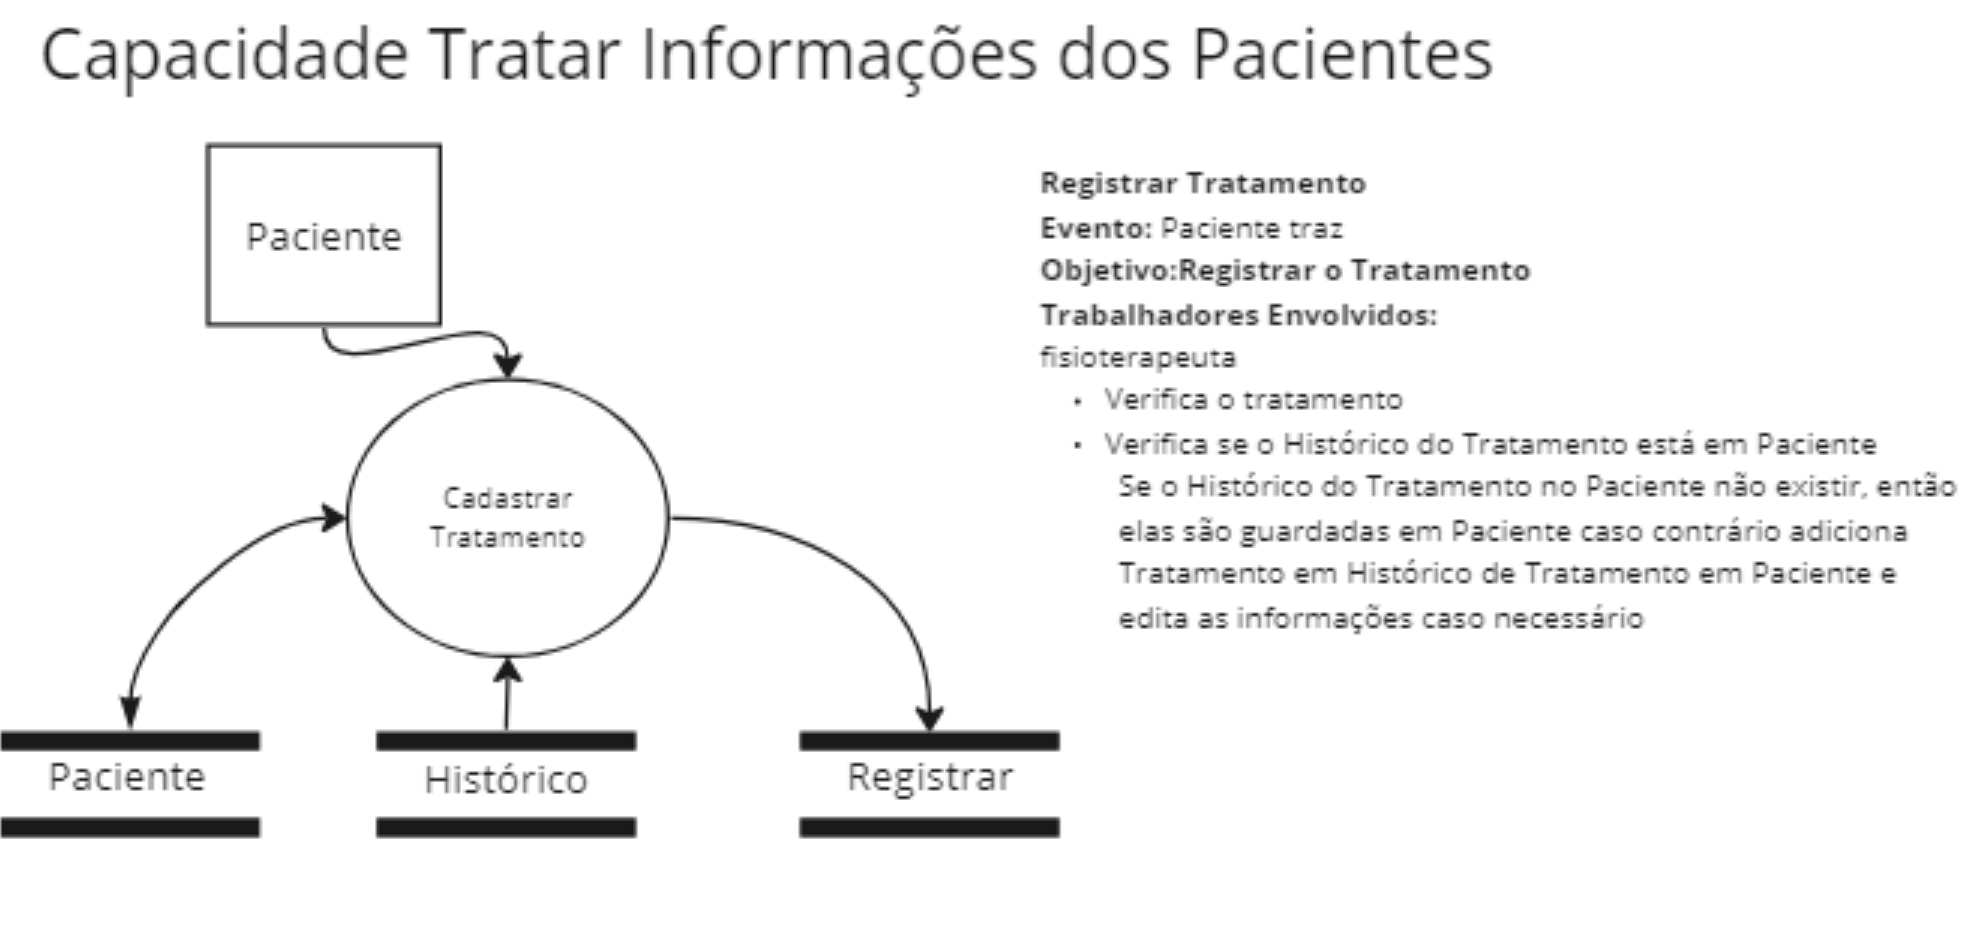 Capacidade Tratar Informações dos Pacientes
Paciente
Cadastrar
Tratamento
Paciente
Histórico
Registrar
Registrar Tratamento
Evento: Paciente traz
Objetivo:Registrar o Tratamento
Trabalhadores Envolvidos:
fisioterapeuta
• Verifica o tratamento
• Verifica se o Histórico do Tratamento está em Paciente
Se o Histórico do Tratamento no Paciente não existir, então
elas são guardadas em Paciente caso contrário adiciona
Tratamento em Histórico de Tratamento em Paciente e
edita as informações caso necessário